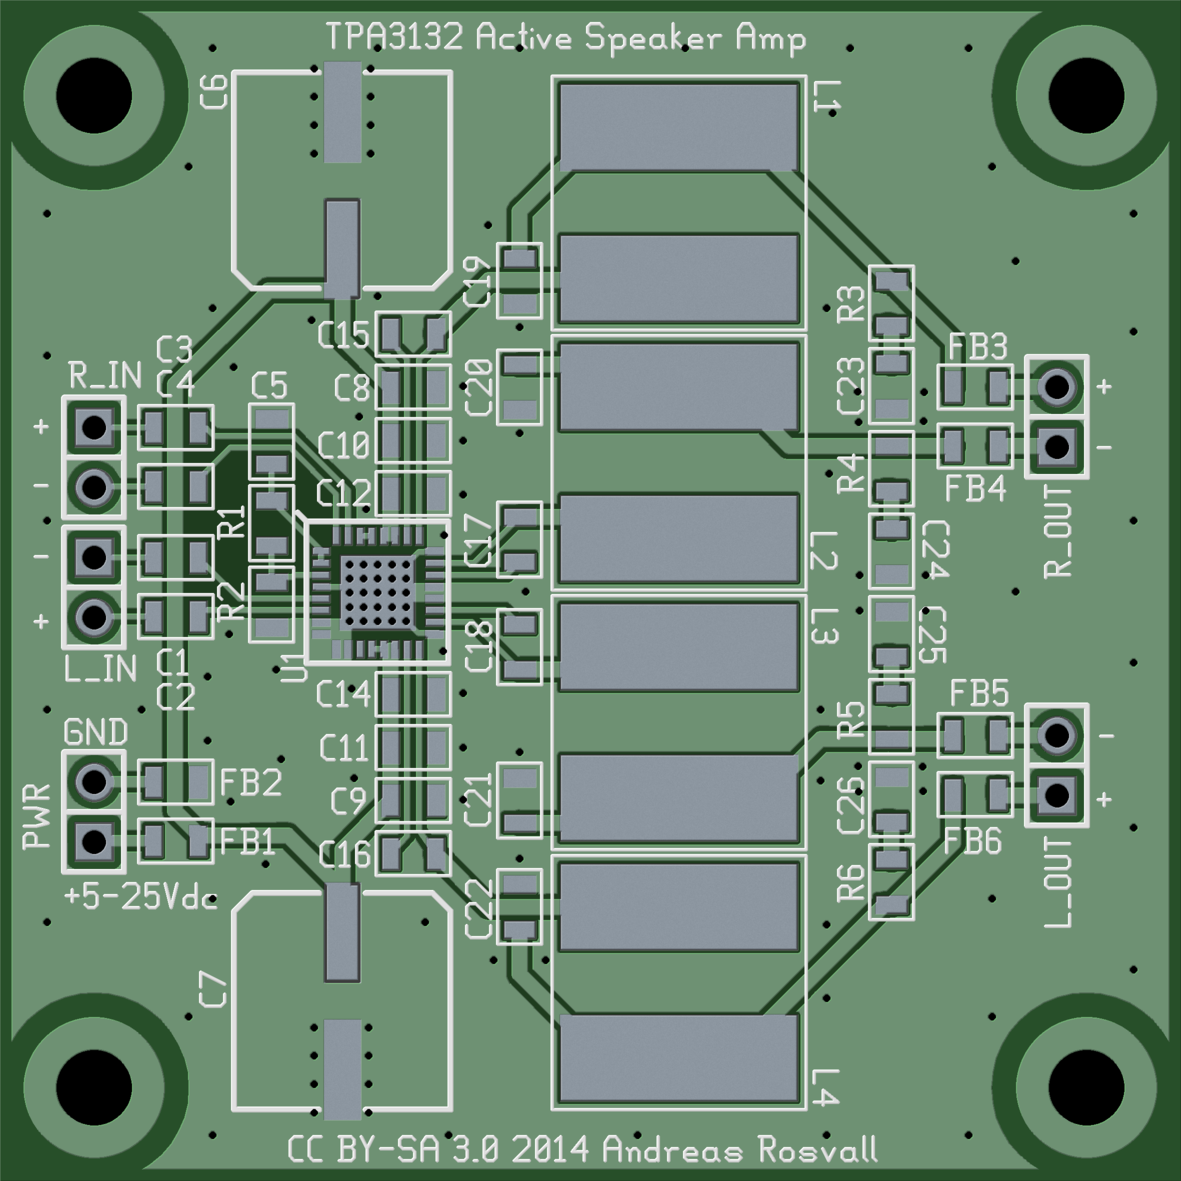 TPA3132 Active Speaker Amp
C6
L1
C19
R3
C15
C3
R_IN
C4
C5
C8
C20
C23
FB3
+
+
C10
-
R4
-
C12
FB4
R_OUT
R1
C17
L2
C24
-
R2
C18
L3
C25
+
U1
L_IN
C1
C2
C14
R5
FB5
GND
C11
-
FB2
C9
C21
C26
+
PWR
FB1
C16
FB6
+5-25Vdc
C22
R6
L_OUT
C7
L4
CC BY-SA 3.0 2014 Andreas Rosvall